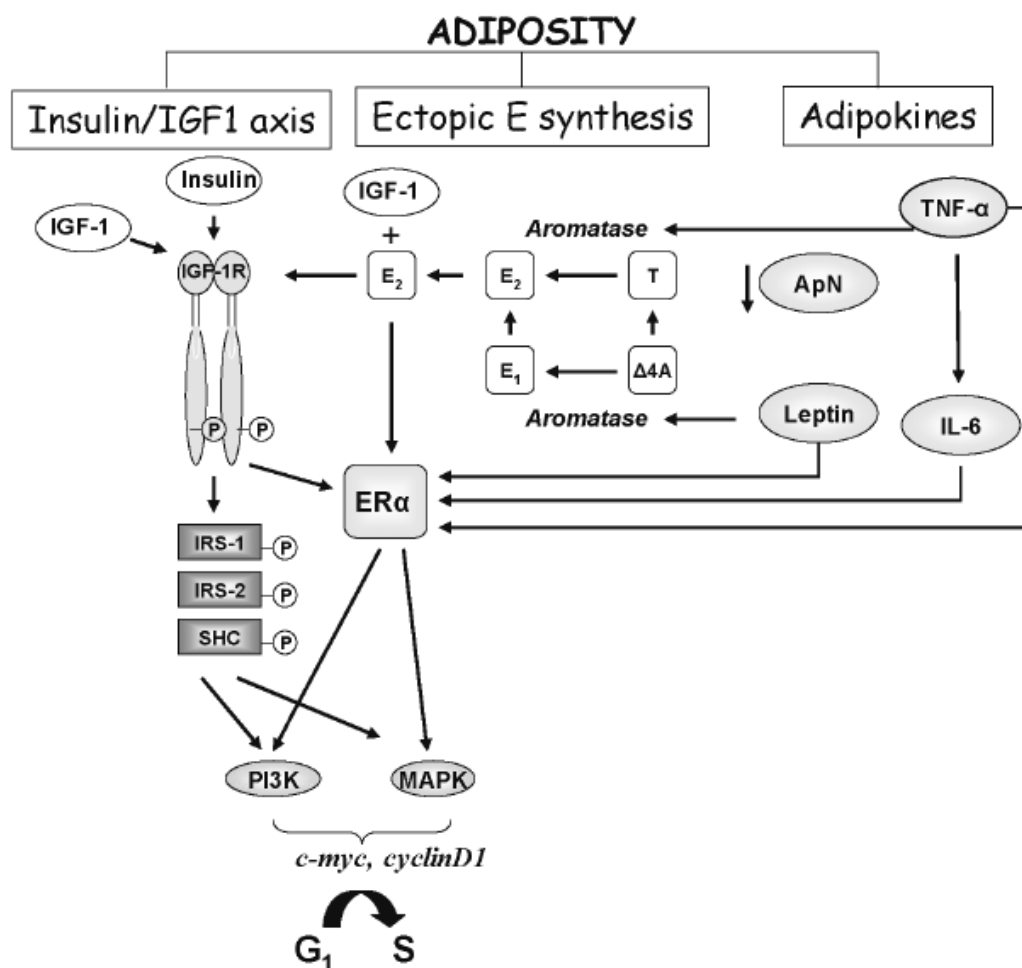 ADIPOSITY
Insulin/IGF1 axis
Ectopic E synthesis
Adipokines
Insulin
IGF-1
IGF-1R
P
P
IRS-1
P
IRS-2
P
SHC
P
IGF-1
+
E₂
E₂
T
E₁
Δ4A
Aromatase
Aromatase
TNF-α
ApN
Leptin
IL-6
ERα
PI3K
MAPK
c-myc, cyclinD1
G₁
S